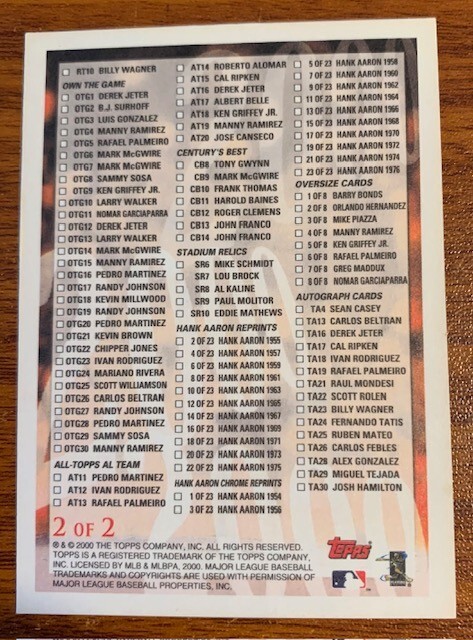 RT10 BILLY WAGNER
OWN THE GAME
OTG1 DEREK JETER
OTG2 B.J. SURHOFF
OTG3 LUIS GONZALEZ
OTG4 MANNY RAMIREZ
OTG5 RAFAEL PALMEIRO
OTG6 MARK McGWIRE
OTG7 MARK McGWIRE
OTG8 SAMMY SOSA
OTG9 KEN GRIFFEY JR.
OTG10 LARRY WALKER
OTG11 NOMAR GARCIAPARRA
OTG12 DEREK JETER
OTG13 LARRY WALKER
OTG14 MARK McGWIRE
OTG15 MANNY RAMIREZ
OTG16 PEDRO MARTINEZ
OTG17 RANDY JOHNSON
OTG18 KEVIN MILLWOOD
OTG19 RANDY JOHNSON
OTG20 PEDRO MARTINEZ
OTG21 KEVIN BROWN
OTG22 CHIPPER JONES
OTG23 IVAN RODRIGUEZ
OTG24 MARIANO RIVERA
OTG25 SCOTT WILLIAMSON
OTG26 CARLOS BELTRAN
OTG27 RANDY JOHNSON
OTG28 PEDRO MARTINEZ
OTG29 SAMMY SOSA
OTG30 MANNY RAMIREZ
ALL-TOPPS AL TEAM
AT11 PEDRO MARTINEZ
AT12 IVAN RODRIGUEZ
AT13 RAFAEL PALMEIRO
AT14 ROBERTO ALOMAR
AT15 CAL RIPKEN
AT16 DEREK JETER
AT17 ALBERT BELLE
AT18 KEN GRIFFEY JR.
AT19 MANNY RAMIREZ
AT20 JOSE CANSECO
CENTURY'S BEST
CB8 TONY GWYNN
CB9 MARK McGWIRE
CB10 FRANK THOMAS
CB11 HAROLD BAINES
CB12 ROGER CLEMENS
CB13 JOHN FRANCO
CB14 JOHN FRANCO
STADIUM RELICS
SR6 MIKE SCHMIDT
SR7 LOU BROCK
SR8 AL KALINE
SR9 PAUL MOLITOR
SR10 EDDIE MATHEWS
HANK AARON REPRINTS
2 OF 23 HANK AARON 1955
4 OF 23 HANK AARON 1957
6 OF 23 HANK AARON 1959
8 OF 23 HANK AARON 1961
10 OF 23 HANK AARON 1963
12 OF 23 HANK AARON 1965
14 OF 23 HANK AARON 1967
16 OF 23 HANK AARON 1969
18 OF 23 HANK AARON 1971
20 OF 23 HANK AARON 1973
22 OF 23 HANK AARON 1975
HANK AARON CHROME REPRINTS
1 OF 23 HANK AARON 1954
3 OF 23 HANK AARON 1956
5 OF 23 HANK AARON 1958
7 OF 23 HANK AARON 1960
9 OF 23 HANK AARON 1962
11 OF 23 HANK AARON 1964
13 OF 23 HANK AARON 1966
15 OF 23 HANK AARON 1968
17 OF 23 HANK AARON 1970
19 OF 23 HANK AARON 1972
21 OF 23 HANK AARON 1974
23 OF 23 HANK AARON 1976
OVERSIZE CARDS
1 OF 8 BARRY BONDS
2 OF 8 ORLANDO HERNANDEZ
3 OF 8 MIKE PIAZZA
4 OF 8 MANNY RAMIREZ
5 OF 8 KEN GRIFFEY JR.
6 OF 8 RAFAEL PALMEIRO
7 OF 8 GREG MADDUX
8 OF 8 NOMAR GARCIAPARRA
AUTOGRAPH CARDS
TA4 SEAN CASEY
TA13 CARLOS BELTRAN
TA16 DEREK JETER
TA17 CAL RIPKEN
TA18 IVAN RODRIGUEZ
TA19 RAFAEL PALMEIRO
TA21 RAUL MONDESI
TA22 SCOTT ROLEN
TA23 BILLY WAGNER
TA24 FERNANDO TATIS
TA25 RUBEN MATEO
TA26 CARLOS FEBLES
TA28 ALEX GONZALEZ
TA29 MIGUEL TEJADA
TA30 JOSH HAMILTON
2 OF 2
® & © 2000 THE TOPPS COMPANY, INC. ALL RIGHTS RESERVED.
TOPPS IS A REGISTERED TRADEMARK OF THE TOPPS COMPANY,
INC. LICENSED BY MLB & MLBPA, 2000. MAJOR LEAGUE BASEBALL
TRADEMARKS AND COPYRIGHTS ARE USED WITH PERMISSION OF
MAJOR LEAGUE BASEBALL PROPERTIES, INC.
TOPPS